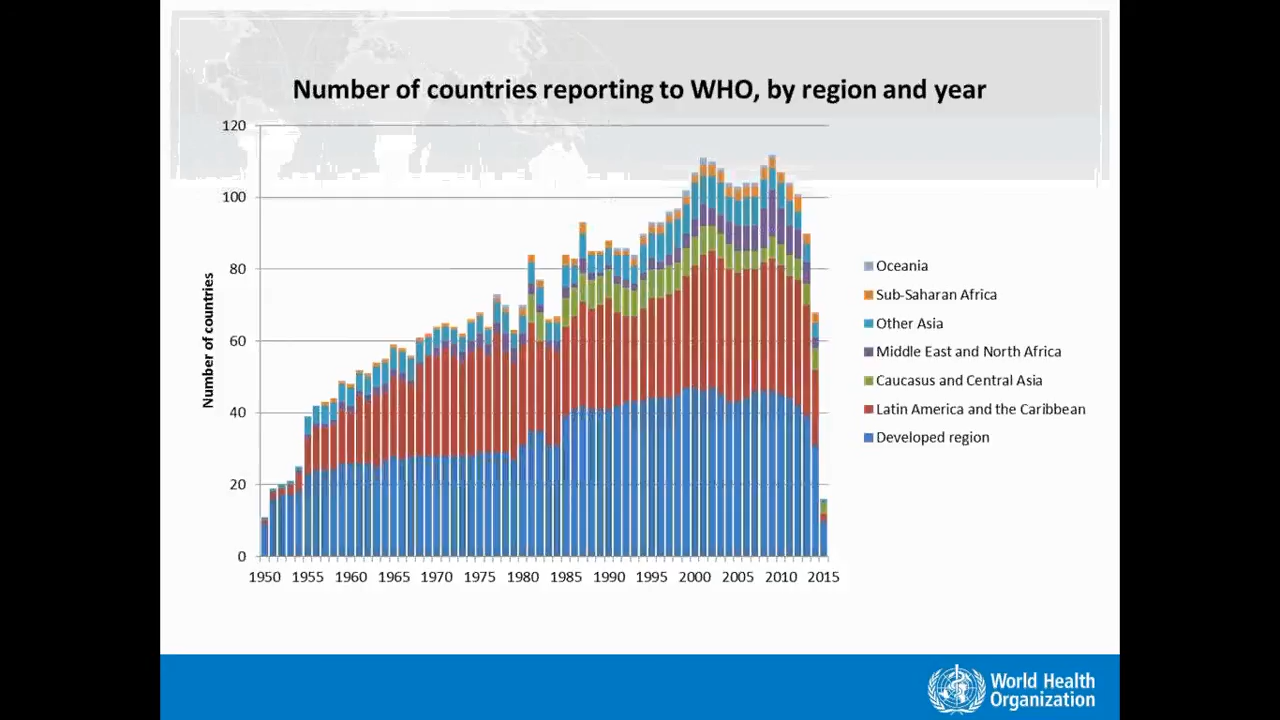 Number of countries reporting to WHO, by region and year
120
100
80
60
40
20
0
Number of countries
1950 1955 1960 1965 1970 1975 1980 1985 1990 1995 2000 2005 2010 2015
Oceania
Sub-Saharan Africa
Other Asia
Middle East and North Africa
Caucasus and Central Asia
Latin America and the Caribbean
Developed region
World Health
Organization